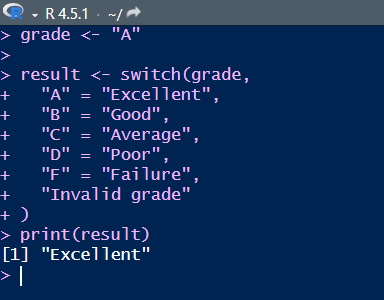 R 4.5.1 · ~/
> grade <- "A"
>
> result <- switch(grade,
+   "A" = "Excellent",
+   "B" = "Good",
+   "C" = "Average",
+   "D" = "Poor",
+   "F" = "Failure",
+   "Invalid grade"
+ )
> print(result)
[1] "Excellent"
>